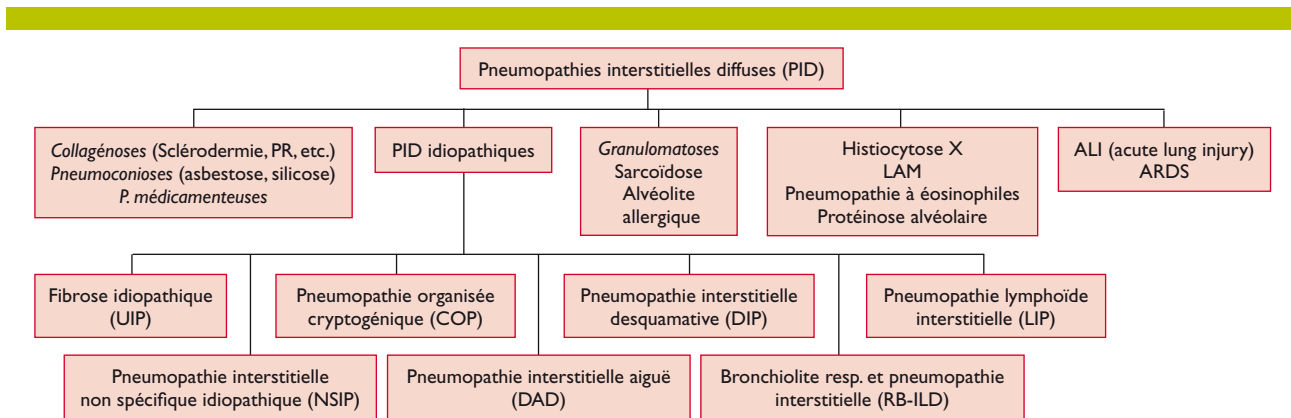 Pneumopathies interstitielles diffuses (PID)
Collagénoses (Sclérodermie, PR, etc.)
Pneumoconioses (asbestose, silicose)
P. médicamenteuses
PID idiopathiques
Granulomatoses
Sarcoïdose
Alvéolite
allergique
Histiocytose X
LAM
Pneumopathie à éosinophiles
Protéinose alvéolaire
ALI (acute lung injury)
ARDS
Fibrose idiopathique
(UIP)
Pneumopathie organisée
cryptogénique (COP)
Pneumopathie interstitielle
desquamative (DIP)
Pneumopathie lymphoïde
interstitielle (LIP)
Pneumopathie interstitielle
non spécifique idiopathique (NSIP)
Pneumopathie interstitielle aiguë
(DAD)
Bronchiolite resp. et pneumopathie
interstitielle (RB-ILD)